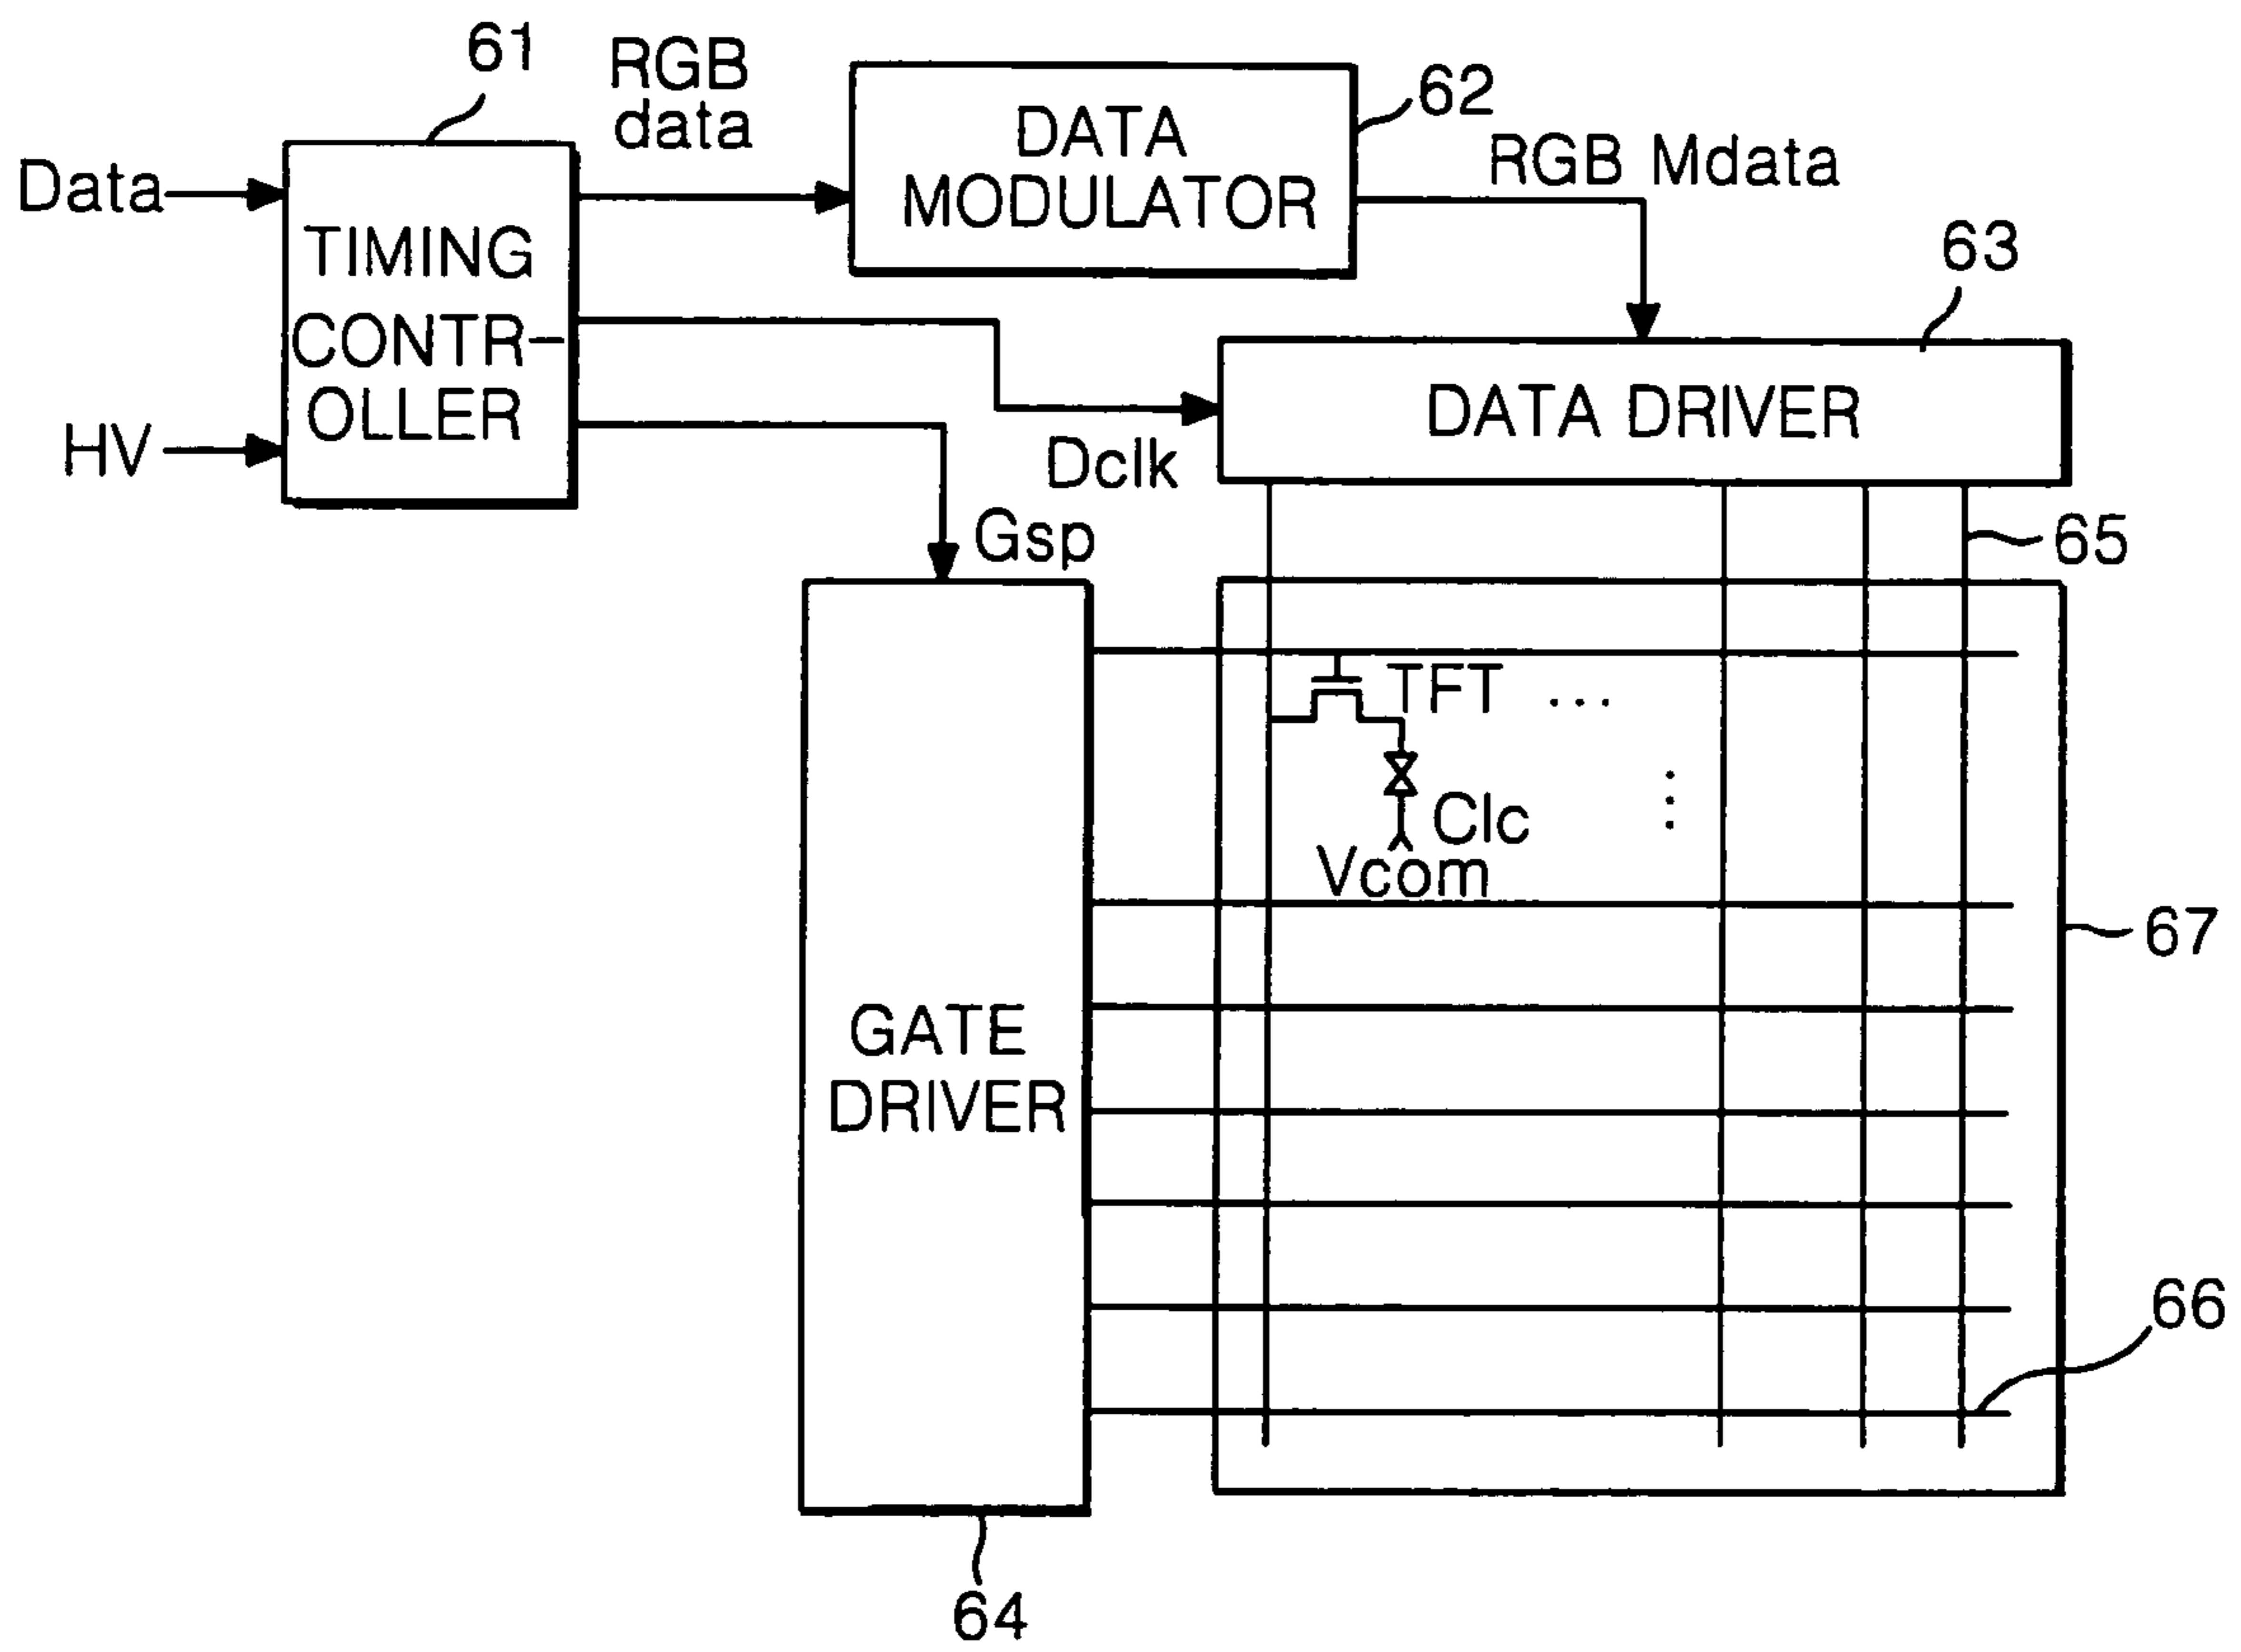 61
RGB
data
62
DATA
MODULATOR
RGB Mdata
Data
TIMING
CONTR-
OLLER
HV
63
DATA DRIVER
Dclk
Gsp
65
TFT ...
Clc
Vcom
67
GATE
DRIVER
66
64